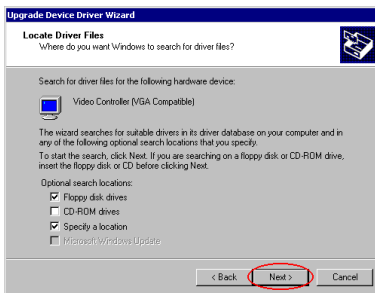 Upgrade Device Driver Wizard
Locate Driver Files
Where do you want Windows to search for driver files?
Search for driver files for the following hardware device:
Video Controller (VGA Compatible)
The wizard searches for suitable drivers in its driver database on your computer and in
any of the following optional search locations that you specify.
To start the search, click Next. If you are searching on a floppy disk or CD-ROM drive,
insert the floppy disk or CD before clicking Next.
Optional search locations:
Floppy disk drives
CD-ROM drives
Specify a location
Microsoft Windows Update
< Back
Next >
Cancel